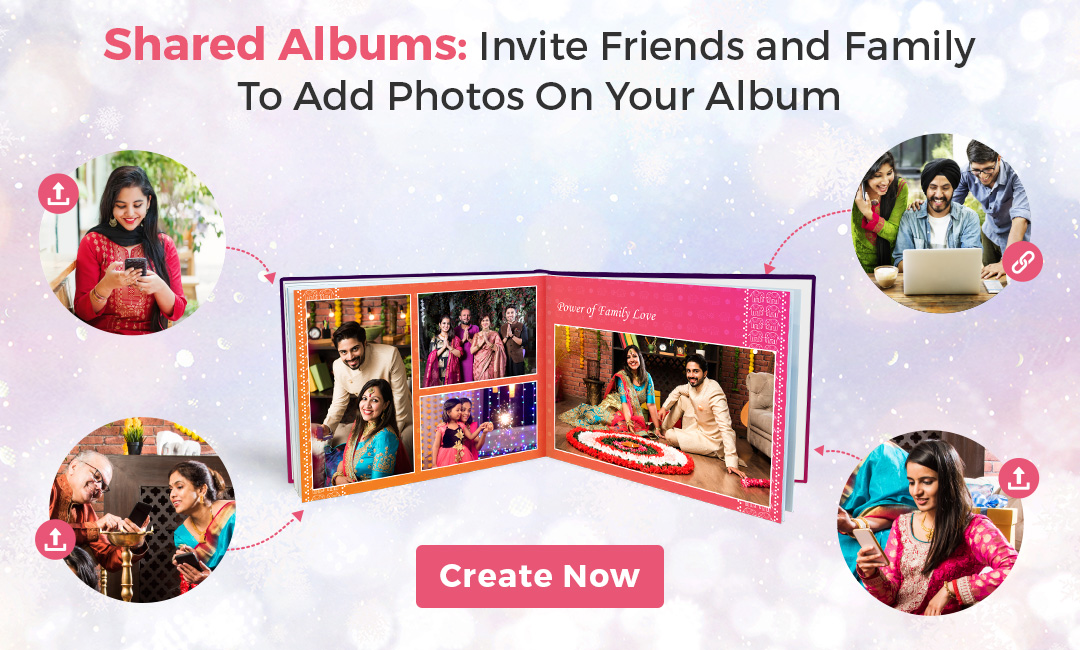 Shared Albums: Invite Friends and Family
To Add Photos On Your Album
Power of Family Love
Create Now